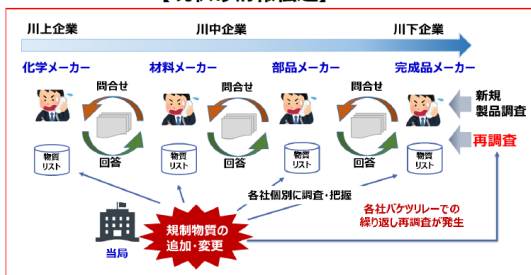 川上企業
川中企業
川下企業
化学メーカー
材料メーカー
部品メーカー
完成品メーカー
問合せ
問合せ
問合せ
新規
製品調査
回答
回答
回答
再調査
物質
リスト
物質
リスト
物質
リスト
物質
リスト
各社個別に調査・把握
規制物質の
追加・変更
各社バケツリレーでの
繰り返し再調査が発生
当局